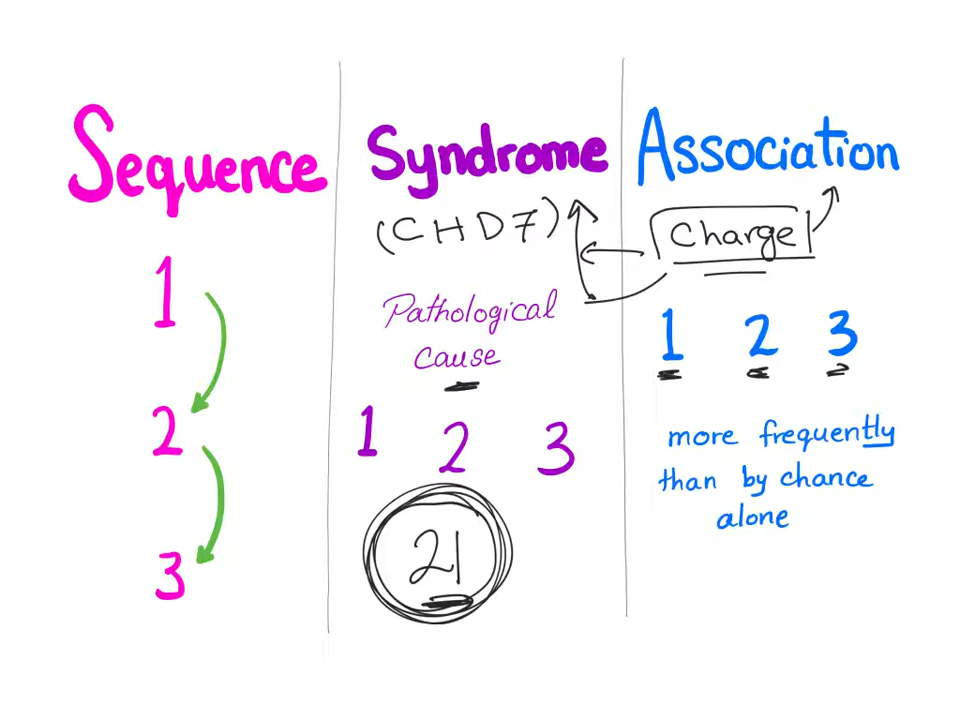 Sequence
1
2
3
Syndrome
(CHD7)
Pathological
cause
1 2 3
21
Association
Charge
1 2 3
more frequently
than by chance
alone